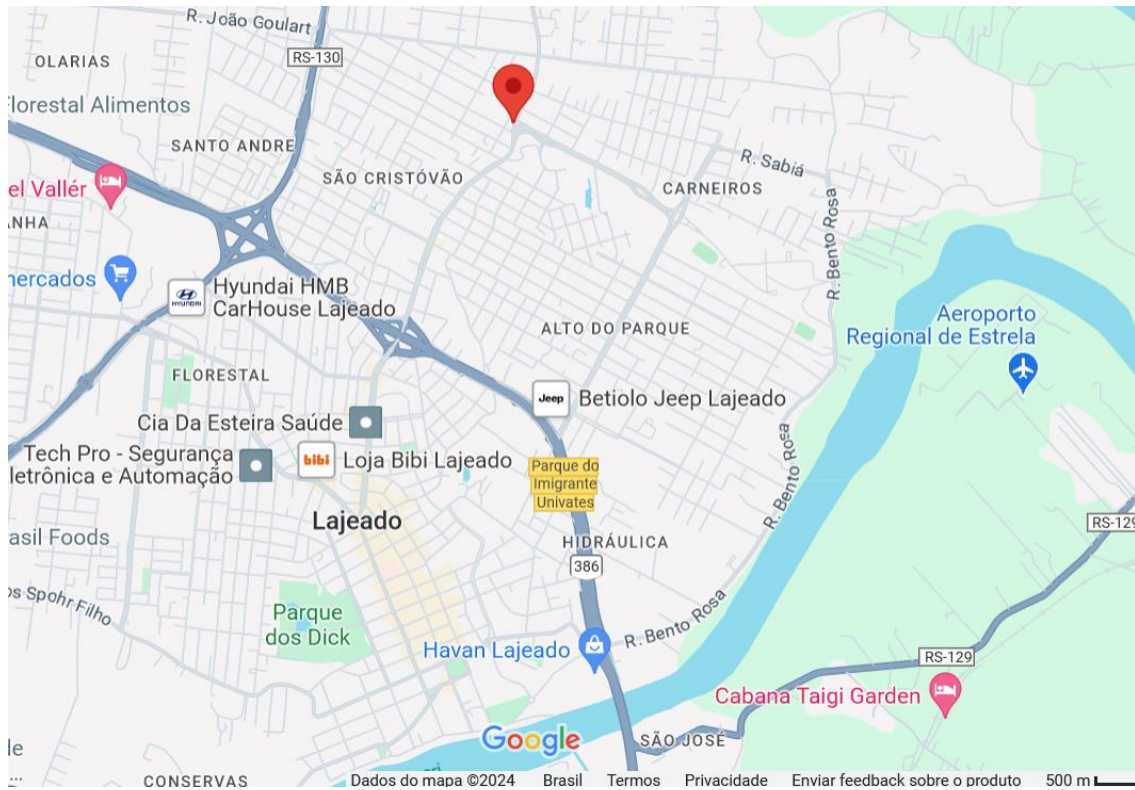 R. João Goulart
OLARIAS
RS-130
Florestal Alimentos
SANTO ANDRE
R. Sabiá
SÃO CRISTÓVÃO
CARNEIROS
el Vallér
ANHA
R. Bento Rosa
mercados
Hyundai HMB
CarHouse Lajeado
HYUNDAI
Aeroporto
Regional de Estrela
ALTO DO PARQUE
FLORESTAL
Jeep
Betiolo Jeep Lajeado
Cia Da Esteira Saúde
Tech Pro - Segurança
letrônica e Automação
bibi
Loja Bibi Lajeado
R. Bento Rosa
Parque do
Imigrante
Univates
Lajeado
RS-129
asil Foods
HIDRÁULICA
386
os Spohr Filho
Parque
dos Dick
R. Bento Rosa
Havan Lajeado
RS-129
Cabana Taigi Garden
Google
SÃO JOSÉ
le
...
CONSERVAS
Dados do mapa ©2024 Brasil Termos Privacidade Enviar feedback sobre o produto 500 m